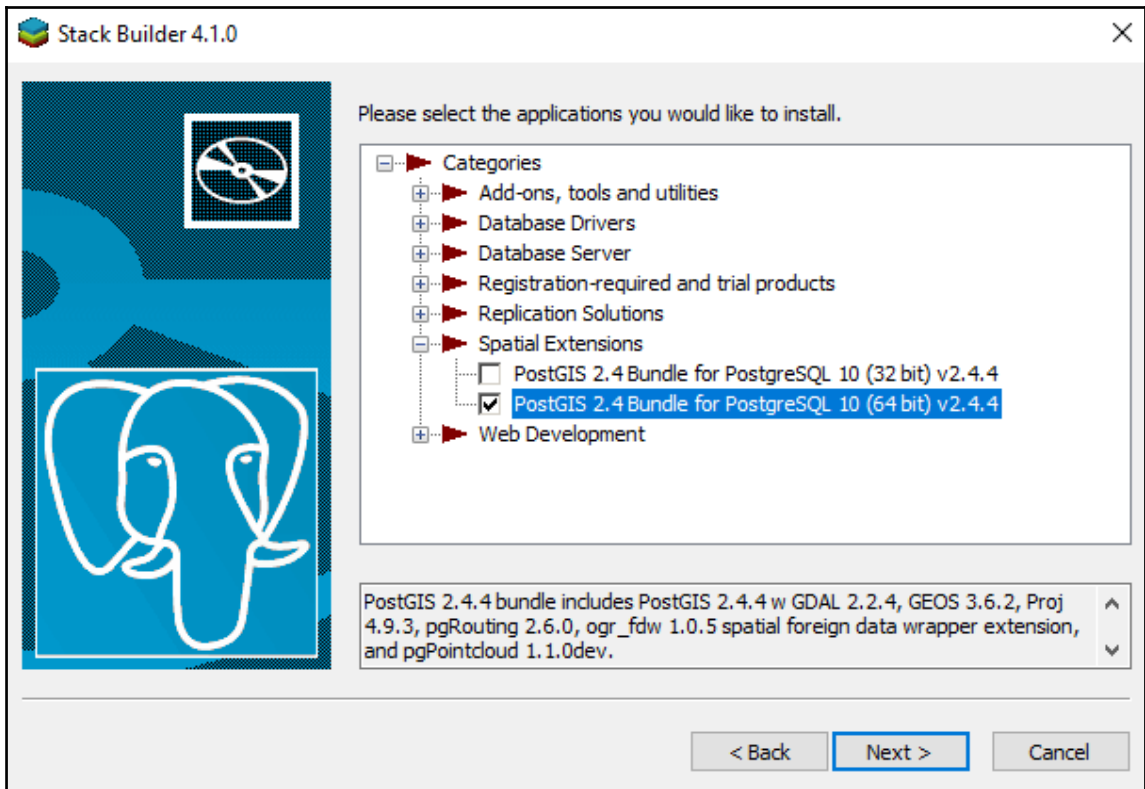 Stack Builder 4.1.0
Please select the applications you would like to install.
Categories
Add-ons, tools and utilities
Database Drivers
Database Server
Registration-required and trial products
Replication Solutions
Spatial Extensions
PostGIS 2.4 Bundle for PostgreSQL 10 (32 bit) v2.4.4
PostGIS 2.4 Bundle for PostgreSQL 10 (64 bit) v2.4.4
Web Development
PostGIS 2.4.4 bundle includes PostGIS 2.4.4 w GDAL 2.2.4, GEOS 3.6.2, Proj
4.9.3, pgRouting 2.6.0, ogr_fdw 1.0.5 spatial foreign data wrapper extension,
and pgPointcloud 1.1.0dev.
< Back Next > Cancel